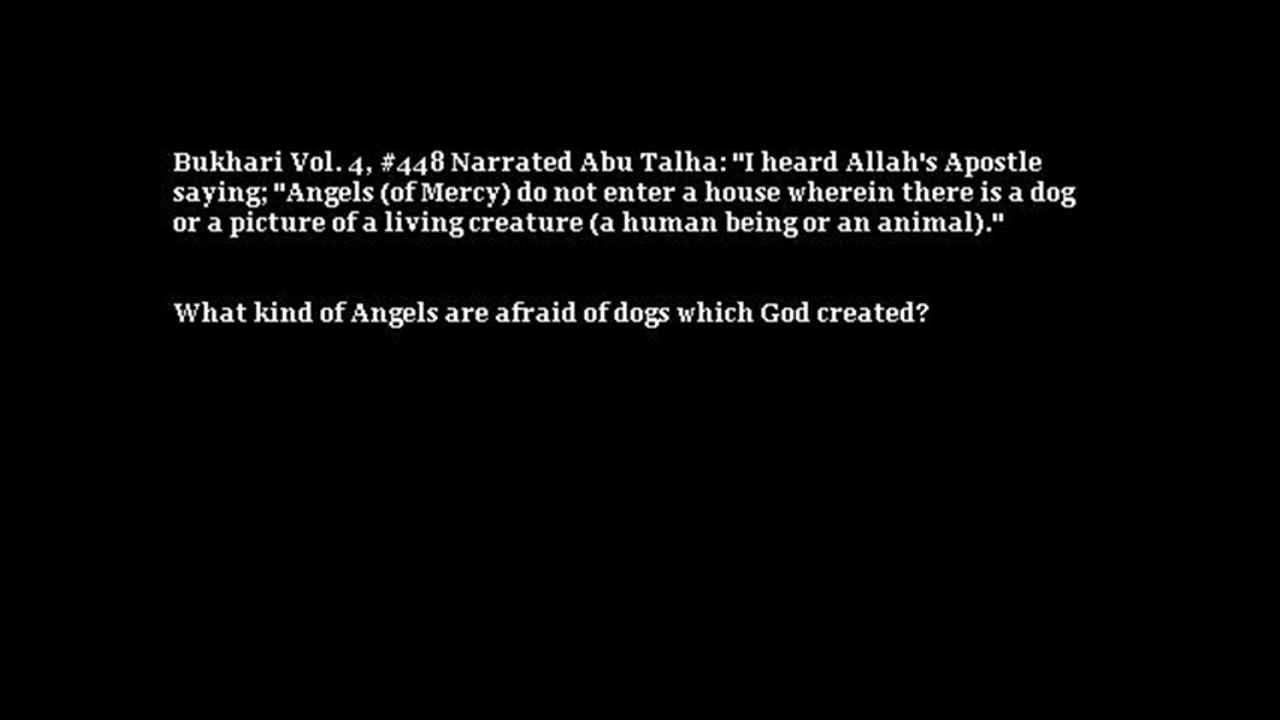 Bukhari Vol. 4, #448 Narrated Abu Talha: "I heard Allah's Apostle
saying; "Angels (of Mercy) do not enter a house wherein there is a dog
or a picture of a living creature (a human being or an animal)."
What kind of Angels are afraid of dogs which God created?